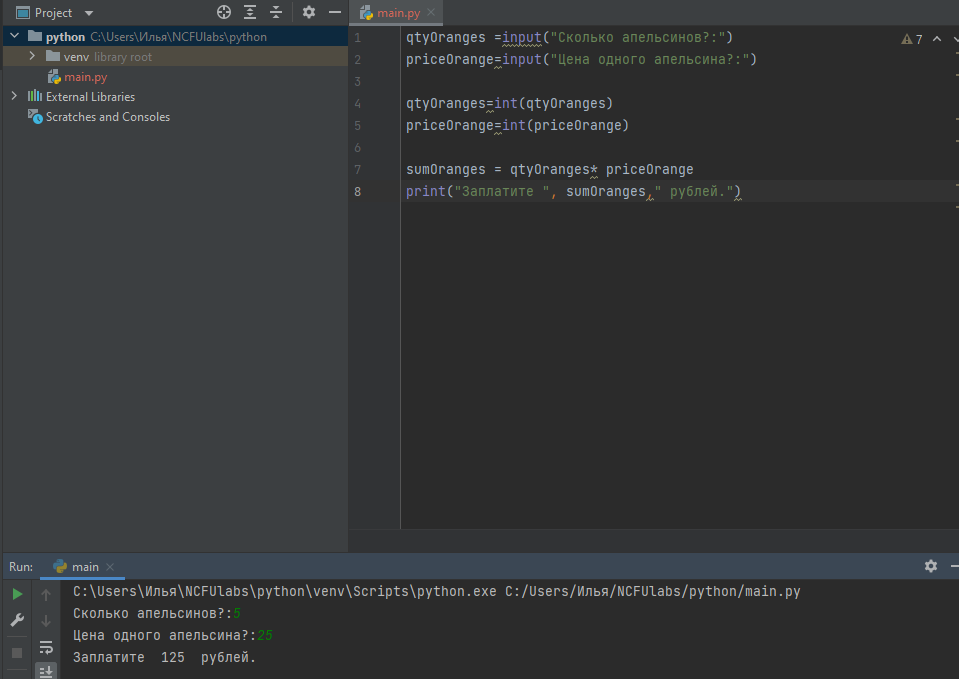 Project
python C:\Users\Илья\NCFUlabs\python
venv library root
main.py
External Libraries
Scratches and Consoles
main.py
7
1 qtyOranges =input("Сколько апельсинов?:")
2 priceOrange=input("Цена одного апельсина?:")
3
4 qtyOranges=int(qtyOranges)
5 priceOrange=int(priceOrange)
6
7 sumOranges = qtyOranges* priceOrange
8 print("Заплатите ", sumOranges," рублей.")
Run: main
C:\Users\Илья\NCFUlabs\python\venv\Scripts\python.exe C:/Users/Илья/NCFUlabs/python/main.py
Сколько апельсинов?:5
Цена одного апельсина?:25
Заплатите  125  рублей.